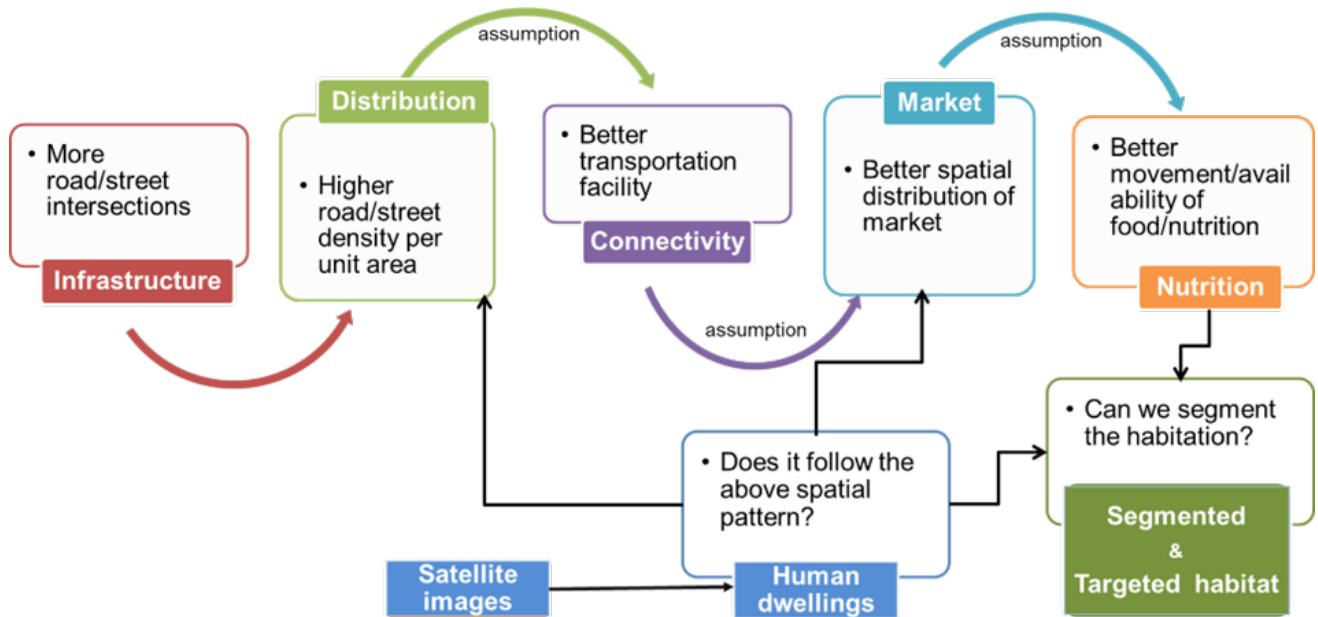 assumption
assumption
Distribution
Market
Infrastructure
• More
road/street
intersections
• Higher
road/street
density per
unit area
• Better
transportation
facility
Connectivity
• Better spatial
distribution of
market
• Better
movement/avail
ability of
food/nutrition
Nutrition
assumption
• Does it follow the
above spatial
pattern?
• Can we segment
the habitation?
Satellite
images
Human
dwellings
Segmented
&
Targeted habitat